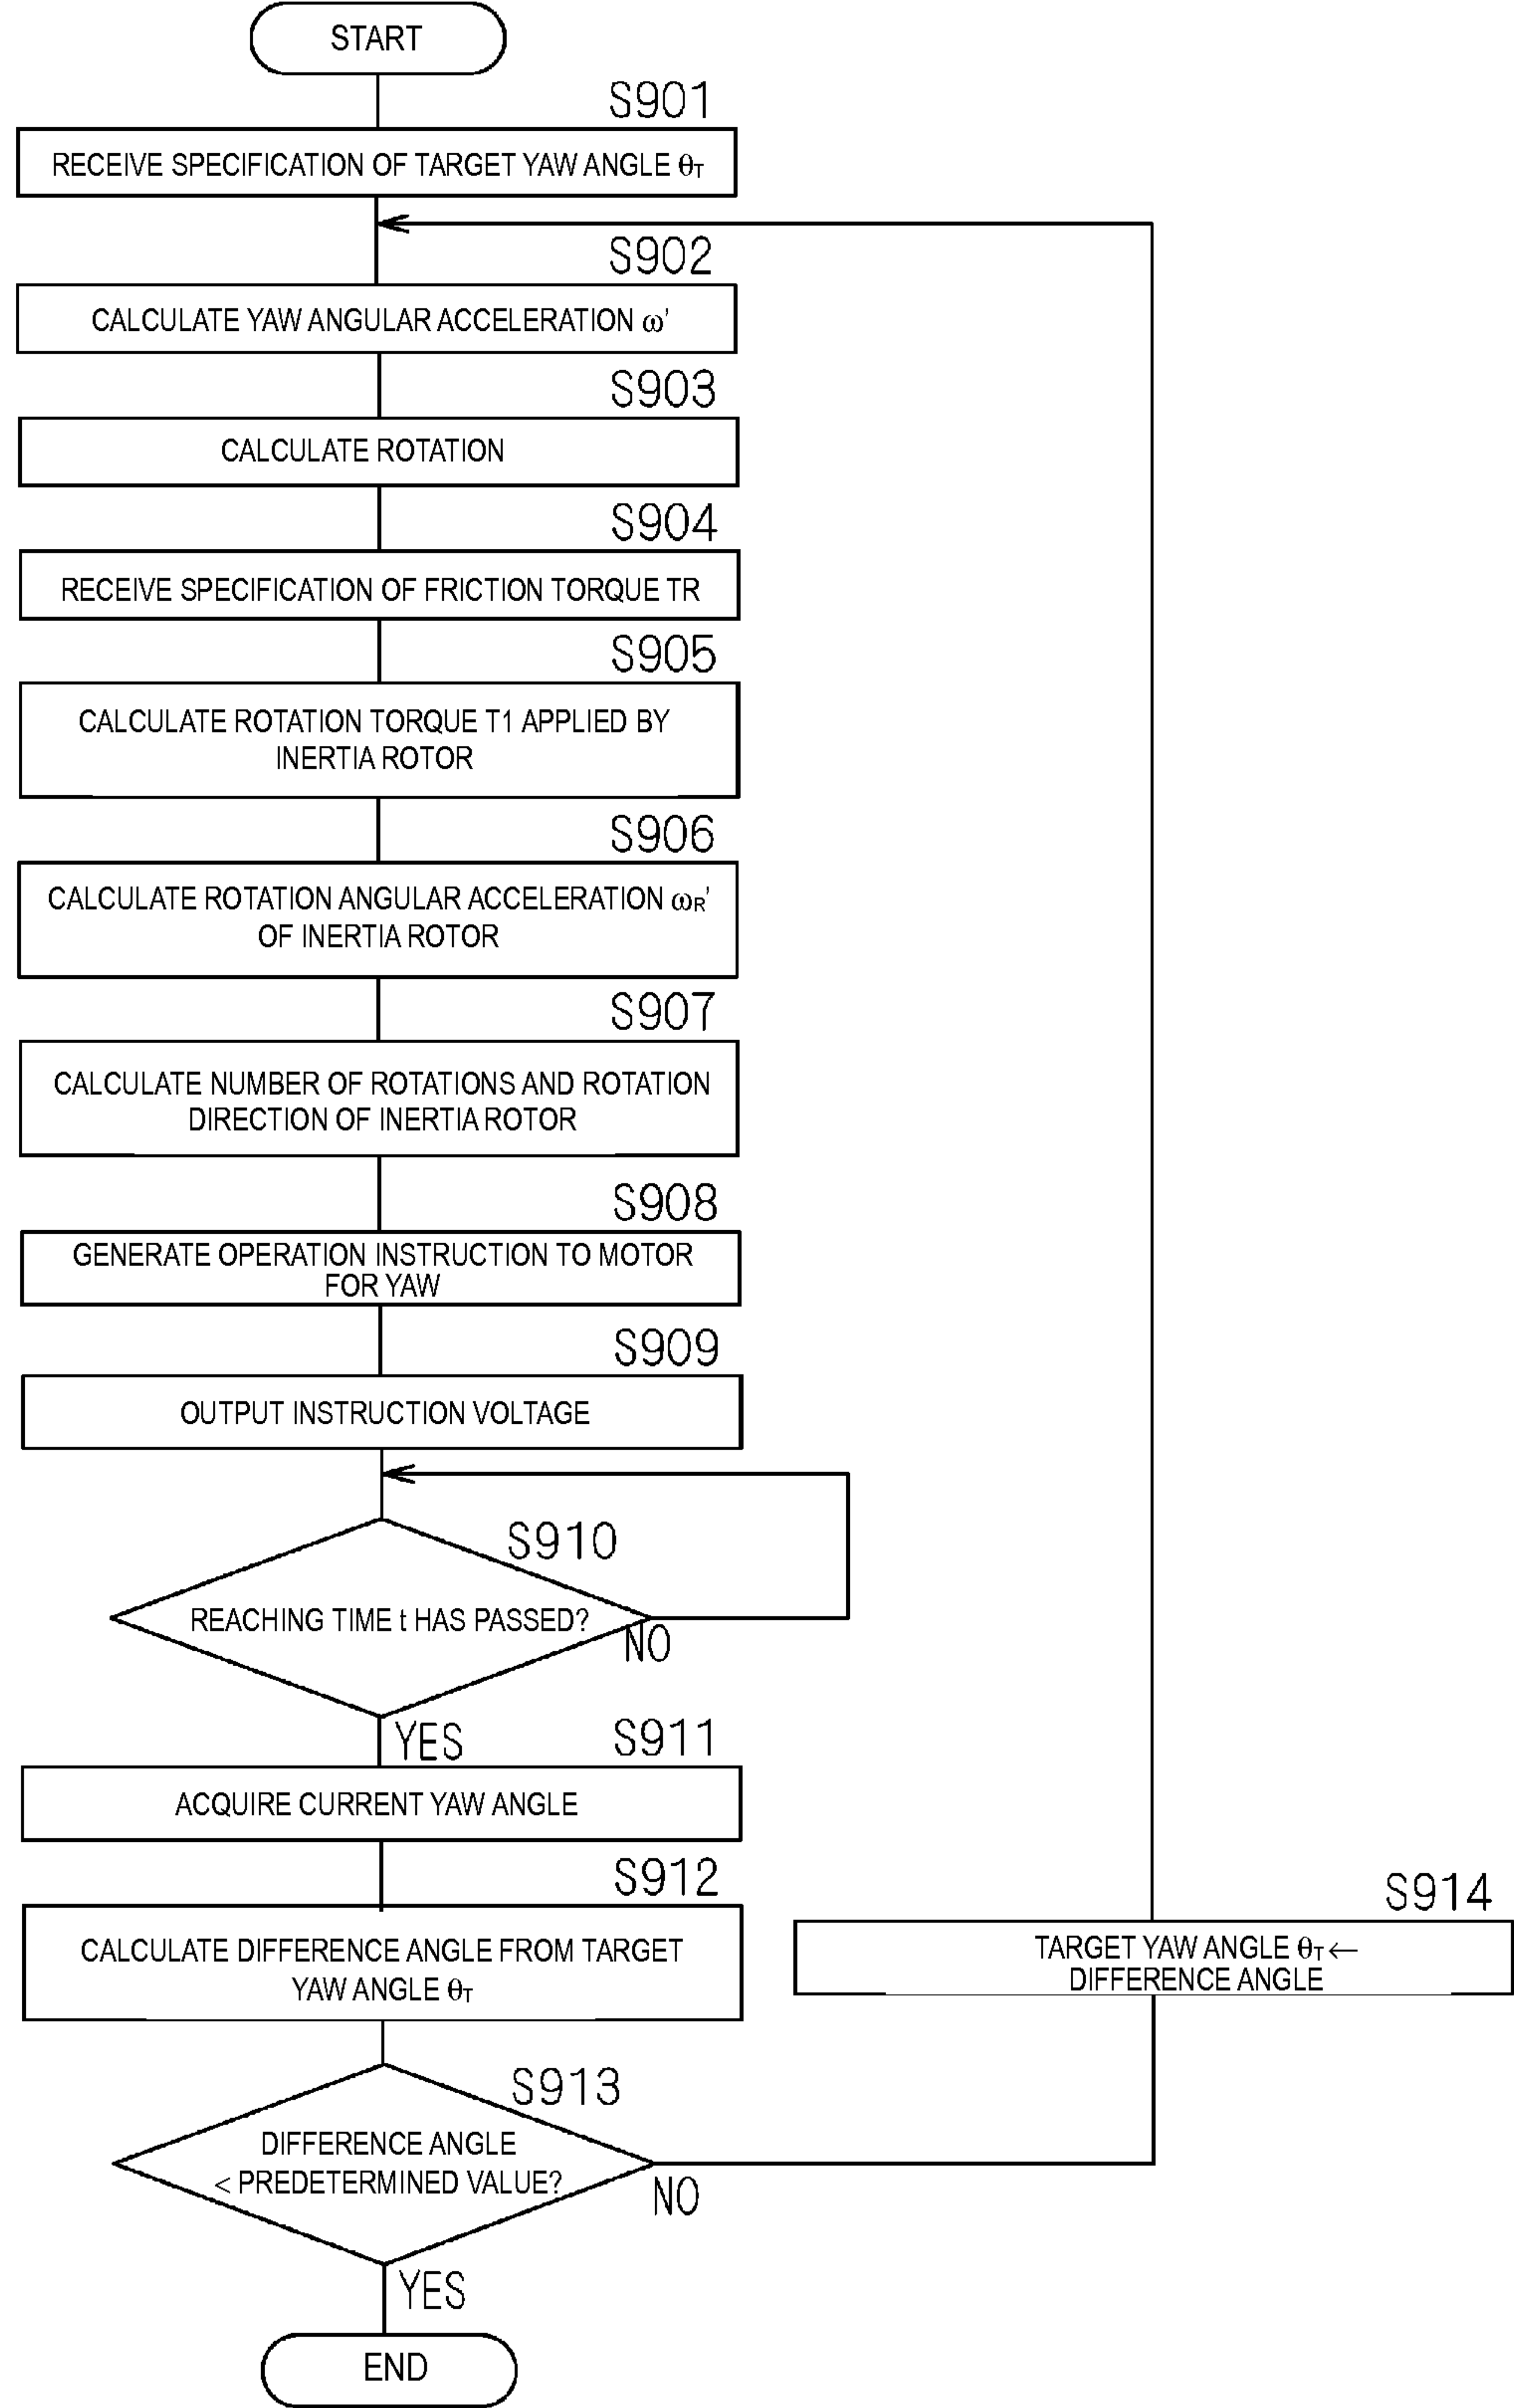 START
S901
RECEIVE SPECIFICATION OF TARGET YAW ANGLE θT
S902
CALCULATE YAW ANGULAR ACCELERATION ω'
S903
CALCULATE ROTATION
S904
RECEIVE SPECIFICATION OF FRICTION TORQUE TR
S905
CALCULATE ROTATION TORQUE T1 APPLIED BY
INERTIA ROTOR
S906
CALCULATE ROTATION ANGULAR ACCELERATION ωR'
OF INERTIA ROTOR
S907
CALCULATE NUMBER OF ROTATIONS AND ROTATION
DIRECTION OF INERTIA ROTOR
S908
GENERATE OPERATION INSTRUCTION TO MOTOR
FOR YAW
S909
OUTPUT INSTRUCTION VOLTAGE
S910
REACHING TIME t HAS PASSED?
NO
YES
S911
ACQUIRE CURRENT YAW ANGLE
S912
CALCULATE DIFFERENCE ANGLE FROM TARGET
YAW ANGLE θT
S914
TARGET YAW ANGLE θT ←
DIFFERENCE ANGLE
S913
DIFFERENCE ANGLE
< PREDETERMINED VALUE?
NO
YES
END